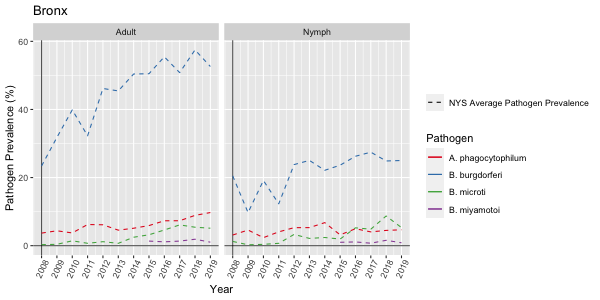 Bronx
Adult
Nymph
Pathogen Prevalence (%)
60
40
20
0
2008 2009 2010 2011 2012 2013 2014 2015 2016 2017 2018 2019
2008 2009 2010 2011 2012 2013 2014 2015 2016 2017 2018 2019
Year
NYS Average Pathogen Prevalence
Pathogen
A. phagocytophilum
B. burgdorferi
B. microti
B. miyamotoi